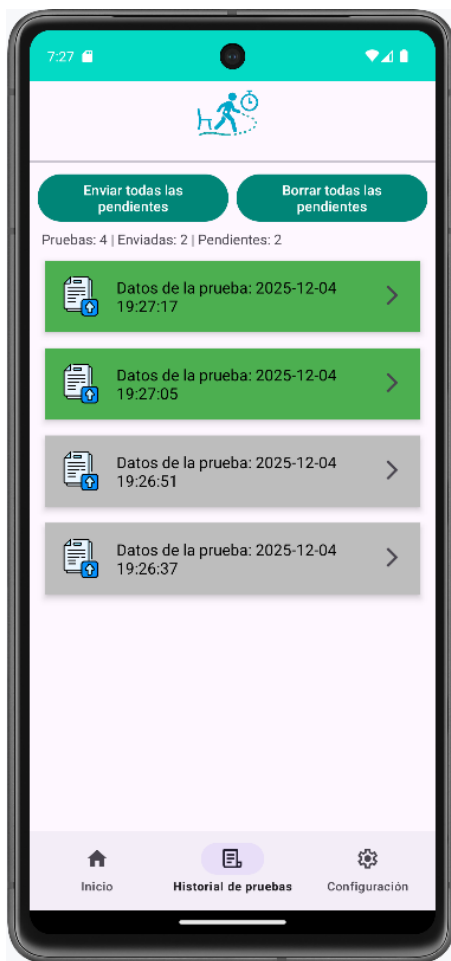 7:27
Enviar todas las
pendientes
Borrar todas las
pendientes
Pruebas: 4 | Enviadas: 2 | Pendientes: 2
Datos de la prueba: 2025-12-04
19:27:17
Datos de la prueba: 2025-12-04
19:27:05
Datos de la prueba: 2025-12-04
19:26:51
Datos de la prueba: 2025-12-04
19:26:37
Inicio
Historial de pruebas
Configuración